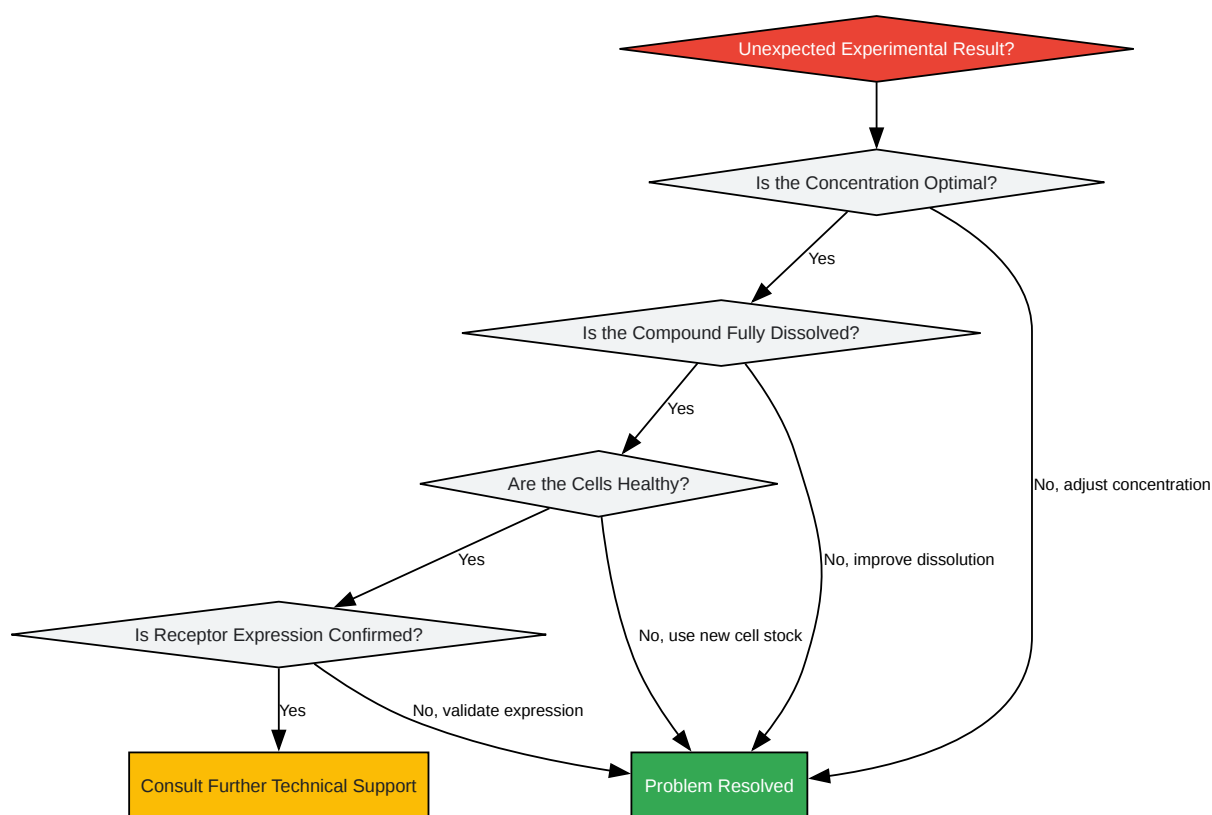 Unexpected Experimental Result?
Is the Concentration Optimal?
Yes
Is the Compound Fully Dissolved?
Yes
Are the Cells Healthy?
No, adjust concentration
Yes
No, improve dissolution
Is Receptor Expression Confirmed?
No, use new cell stock
Yes
No, validate expression
Consult Further Technical Support
Problem Resolved